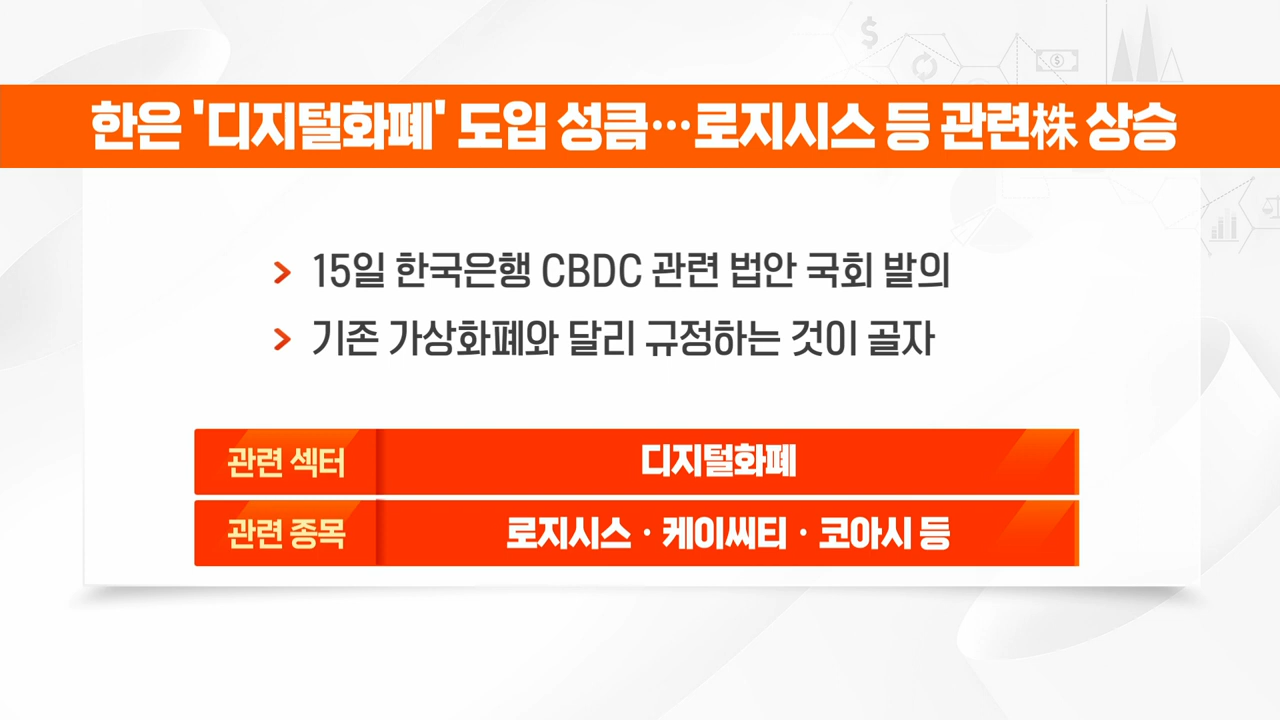 한은 '디지털화폐' 도입 성큼…로지시스 등 관련株 상승
> 15일 한국은행 CBDC 관련 법안 국회 발의
> 기존 가상화폐와 달리 규정하는 것이 골자
관련 섹터 디지털화폐
관련 종목 로지시스 · 케이씨티 · 코아시 등